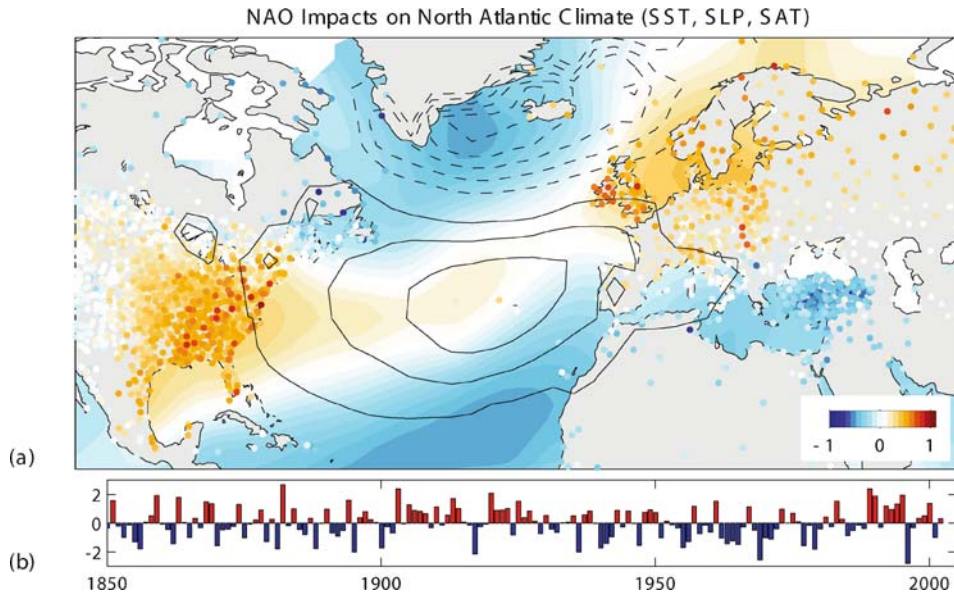 NAO Impacts on North Atlantic Climate (SST, SLP, SAT)
(a)
-1 0 1
(b)
2
0
-2
1850 1900 1950 2000